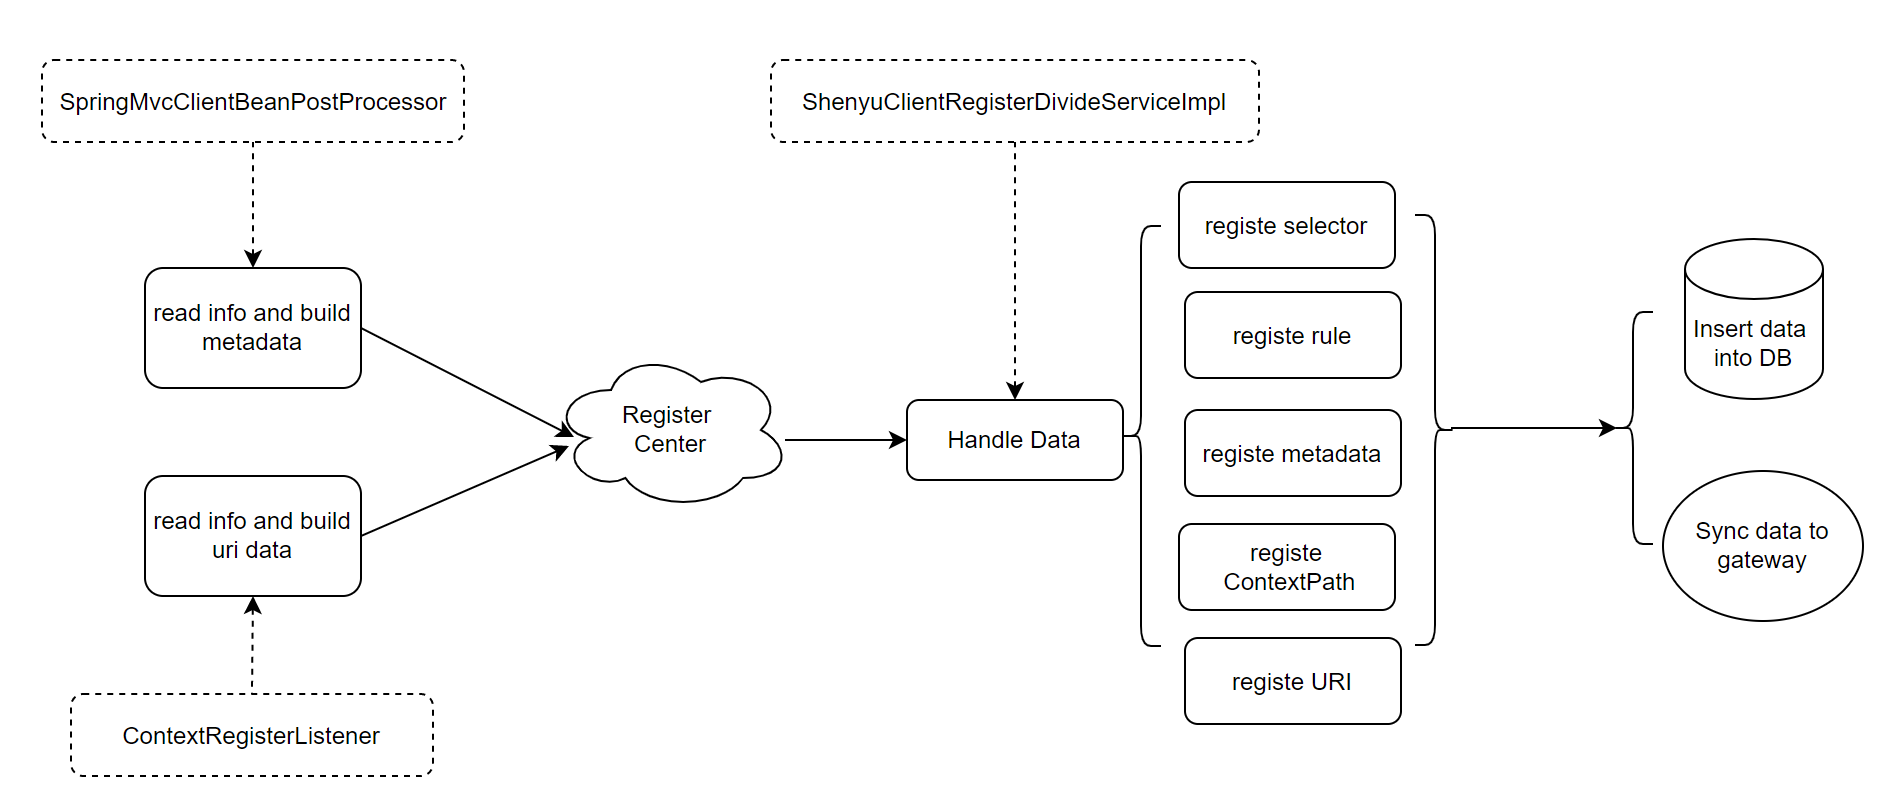 SpringMvcClientBeanPostProcessor
ShenyuClientRegisterDivideServiceImpl
read info and build
metadata
read info and build
uri data
ContextRegisterListener
Register
Center
Handle Data
registe selector
registe rule
registe metadata
registe
ContextPath
registe URI
Insert data
into DB
Sync data to
gateway